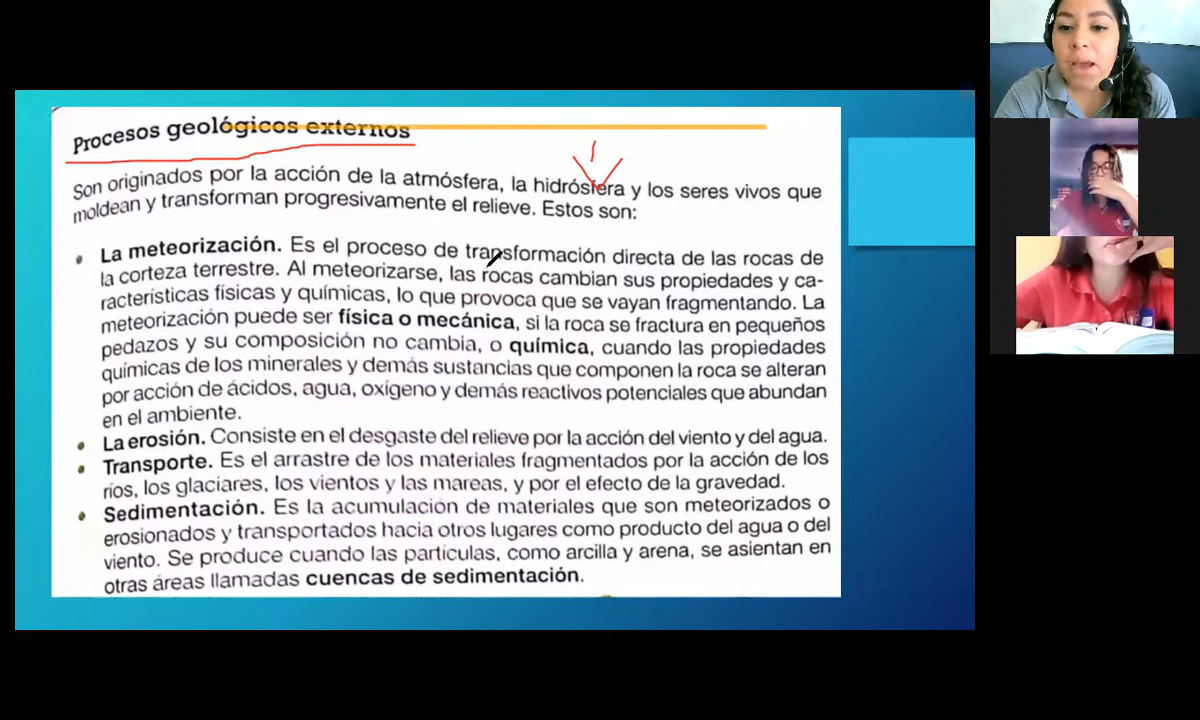 Procesos geológicos externos
Son originados por la acción de la atmósfera, la hidrósfera y los seres vivos que
moldean y transforman progresivamente el relieve. Estos son:
• La meteorización. Es el proceso de transformación directa de las rocas de
la corteza terrestre. Al meteorizarse, las rocas cambian sus propiedades y ca-
racterísticas físicas y químicas, lo que provoca que se vayan fragmentando. La
meteorización puede ser física o mecánica, si la roca se fractura en pequeños
pedazos y su composición no cambia, o química, cuando las propiedades
químicas de los minerales y demás sustancias que componen la roca se alteran
por acción de ácidos, agua, oxígeno y demás reactivos potenciales que abundan
en el ambiente.
• La erosión. Consiste en el desgaste del relieve por la acción del viento y del agua.
• Transporte. Es el arrastre de los materiales fragmentados por la acción de los
ríos, los glaciares, los vientos y las mareas, y por el efecto de la gravedad.
• Sedimentación. Es la acumulación de materiales que son meteorizados o
erosionados y transportados hacia otros lugares como producto del agua o del
viento. Se produce cuando las partículas, como arcilla y arena, se asientan en
otras áreas llamadas cuencas de sedimentación.